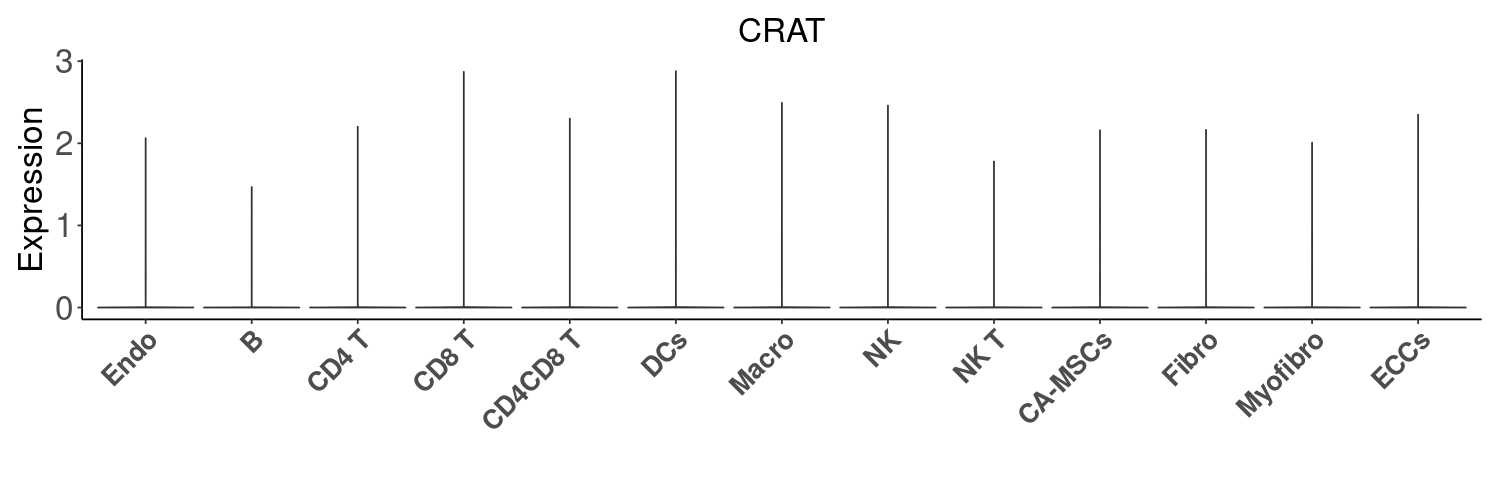 CRAT
Expression
3
2
1
0
Endo
B
CD4 T
CD8 T
CD4CD8 T
DCs
Macro
NK
NK T
CA-MSCs
Fibro
Myofibro
ECCs